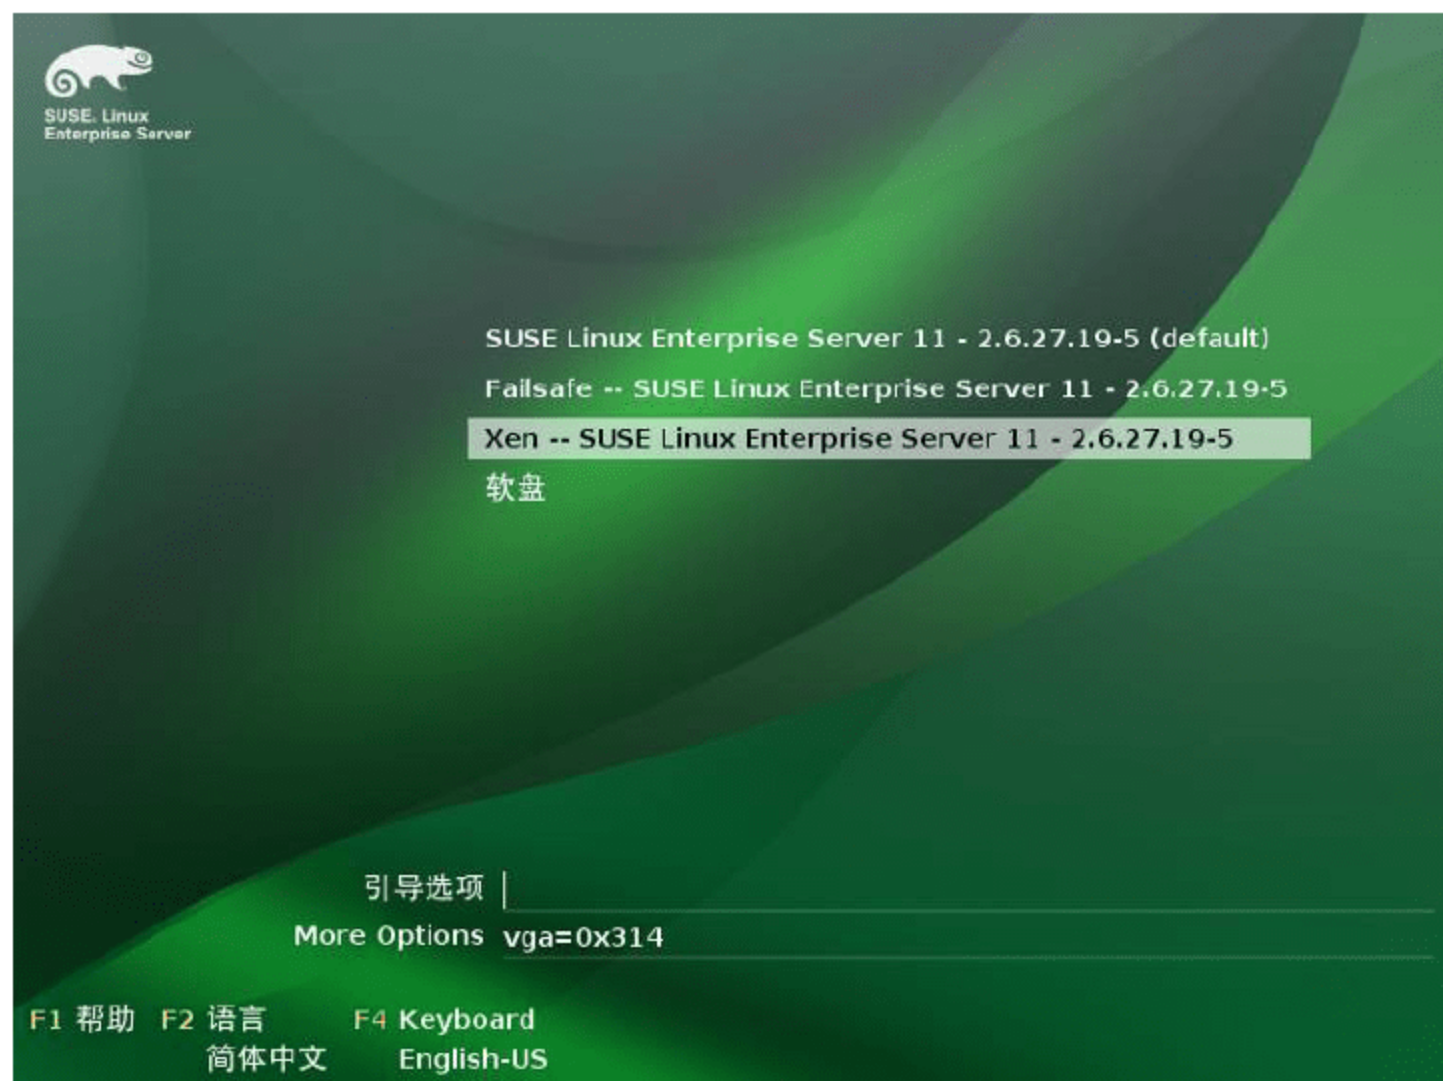 SUSE. Linux
Enterprise Server
SUSE Linux Enterprise Server 11 - 2.6.27.19-5 (default)
Failsafe -- SUSE Linux Enterprise Server 11 - 2.6.27.19-5
Xen -- SUSE Linux Enterprise Server 11 - 2.6.27.19-5
软盘
引导选项
More Options vga=0x314
F1 帮助 F2 语言 F4 Keyboard
简体中文 English-US